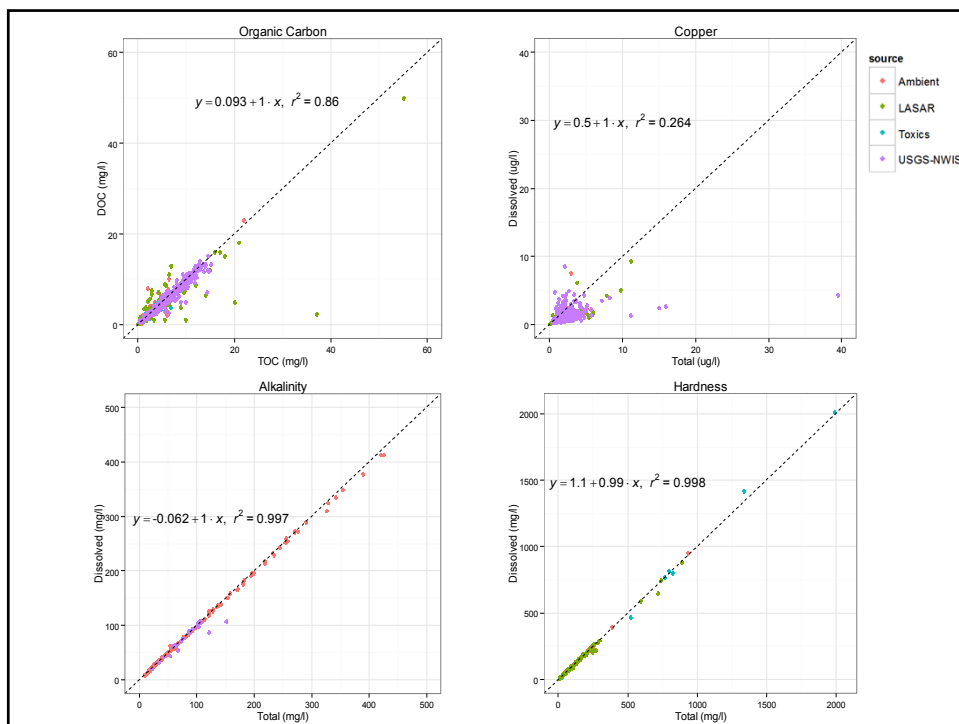 Organic Carbon
60
40
20
0
y = 0.093 + 1 · x, r² = 0.86
DOC (mg/l)
0 20 40 60
TOC (mg/l)
Copper
40
30
20
10
0
y = 0.5 + 1 · x, r² = 0.264
Dissolved (ug/l)
0 10 20 30 40
Total (ug/l)
source
Ambient
LASAR
Toxics
USGS-NWIS
Alkalinity
500
400
300
200
100
0
y = -0.062 + 1 · x, r² = 0.997
Dissolved (mg/l)
0 100 200 300 400 500
Total (mg/l)
Hardness
2000
1500
1000
500
0
y = 1.1 + 0.99 · x, r² = 0.998
Dissolved (mg/l)
0 500 1000 1500 2000
Total (mg/l)